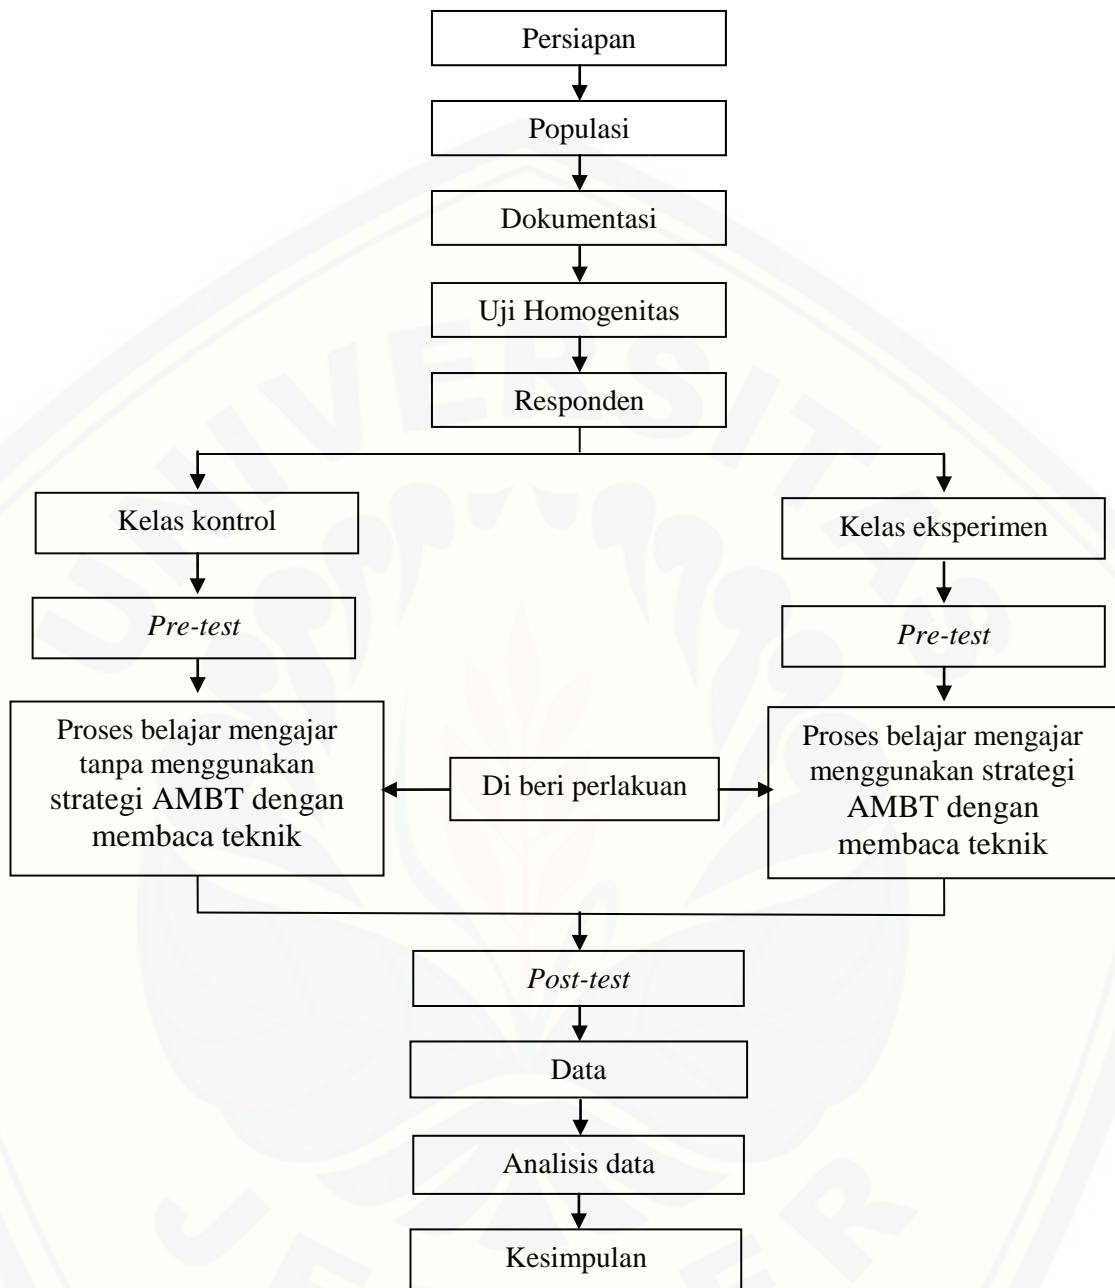 Persiapan
Populasi
Dokumentasi
Uji Homogenitas
Responden
Kelas kontrol
Kelas eksperimen
Pre-test
Pre-test
Proses belajar mengajar
tanpa menggunakan
strategi AMBT dengan
membaca teknik
Di beri perlakuan
Proses belajar mengajar
menggunakan strategi
AMBT dengan
membaca teknik
Post-test
Data
Analisis data
Kesimpulan
UNIVERSITAS
JEMBER